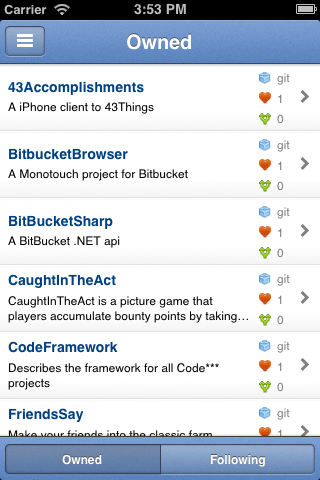 Carrier 3:53 PM
Owned
43Accomplishments
A iPhone client to 43Things
git
1
0
BitbucketBrowser
A Monotouch project for Bitbucket
git
1
0
BitBucketSharp
A BitBucket .NET api
git
1
0
CaughtInTheAct
CaughtInTheAct is a picture game that
players accumulate bounty points by taking...
git
1
0
CodeFramework
Describes the framework for all Code***
projects
git
1
0
FriendsSay
Make your friends into the classic farm
git
1
Owned Following